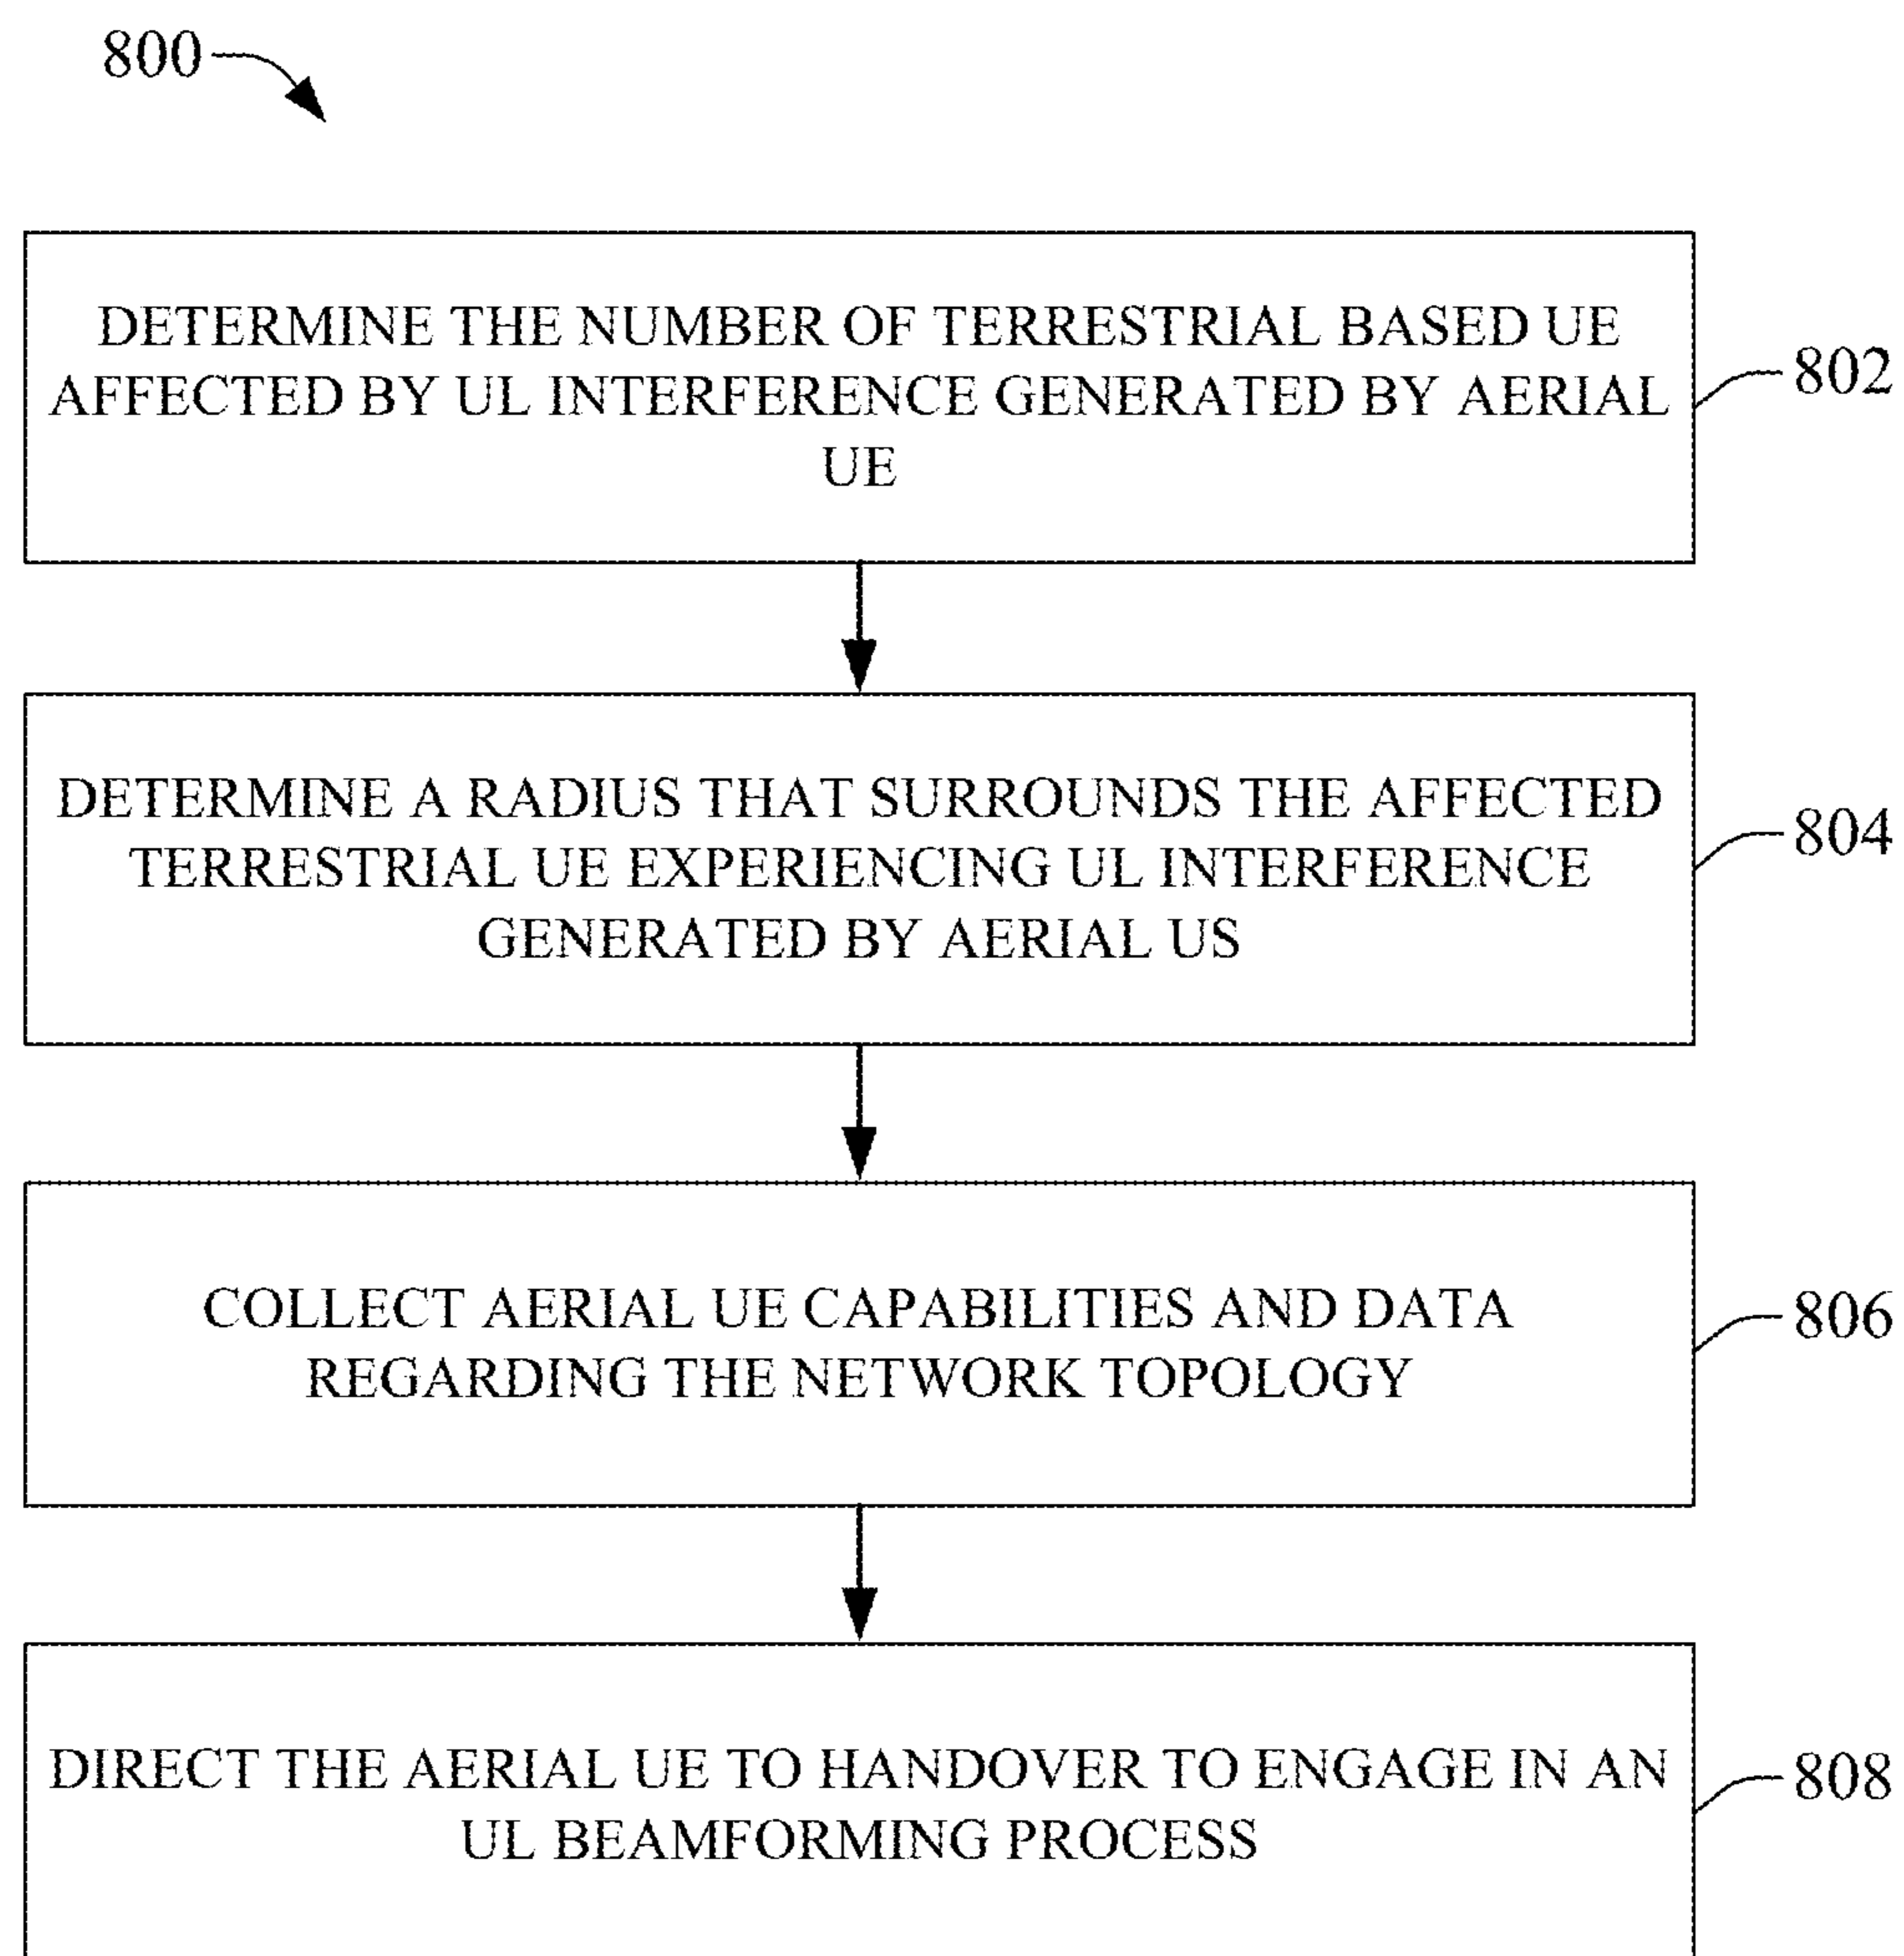 800
DETERMINE THE NUMBER OF TERRESTRIAL BASED UE
AFFECTED BY UL INTERFERENCE GENERATED BY AERIAL
UE
802
DETERMINE A RADIUS THAT SURROUNDS THE AFFECTED
TERRESTRIAL UE EXPERIENCING UL INTERFERENCE
GENERATED BY AERIAL US
804
COLLECT AERIAL UE CAPABILITIES AND DATA
REGARDING THE NETWORK TOPOLOGY
806
DIRECT THE AERIAL UE TO HANDOVER TO ENGAGE IN AN
UL BEAMFORMING PROCESS
808